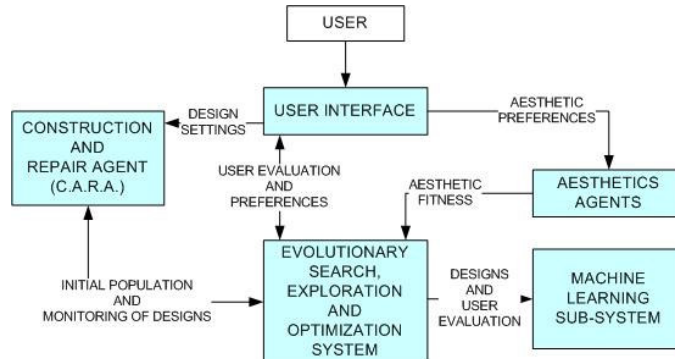 USER
USER INTERFACE
DESIGN
SETTINGS
AESTHETIC
PREFERENCES
CONSTRUCTION
AND
REPAIR AGENT
(C.A.R.A.)
USER EVALUATION
AND
PREFERENCES
AESTHETIC
FITNESS
AESTHETICS
AGENTS
INITIAL POPULATION
AND
MONITORING OF DESIGNS
EVOLUTIONARY
SEARCH,
EXPLORATION
AND
OPTIMIZATION
SYSTEM
DESIGNS
AND
USER
EVALUATION
MACHINE
LEARNING
SUB-SYSTEM